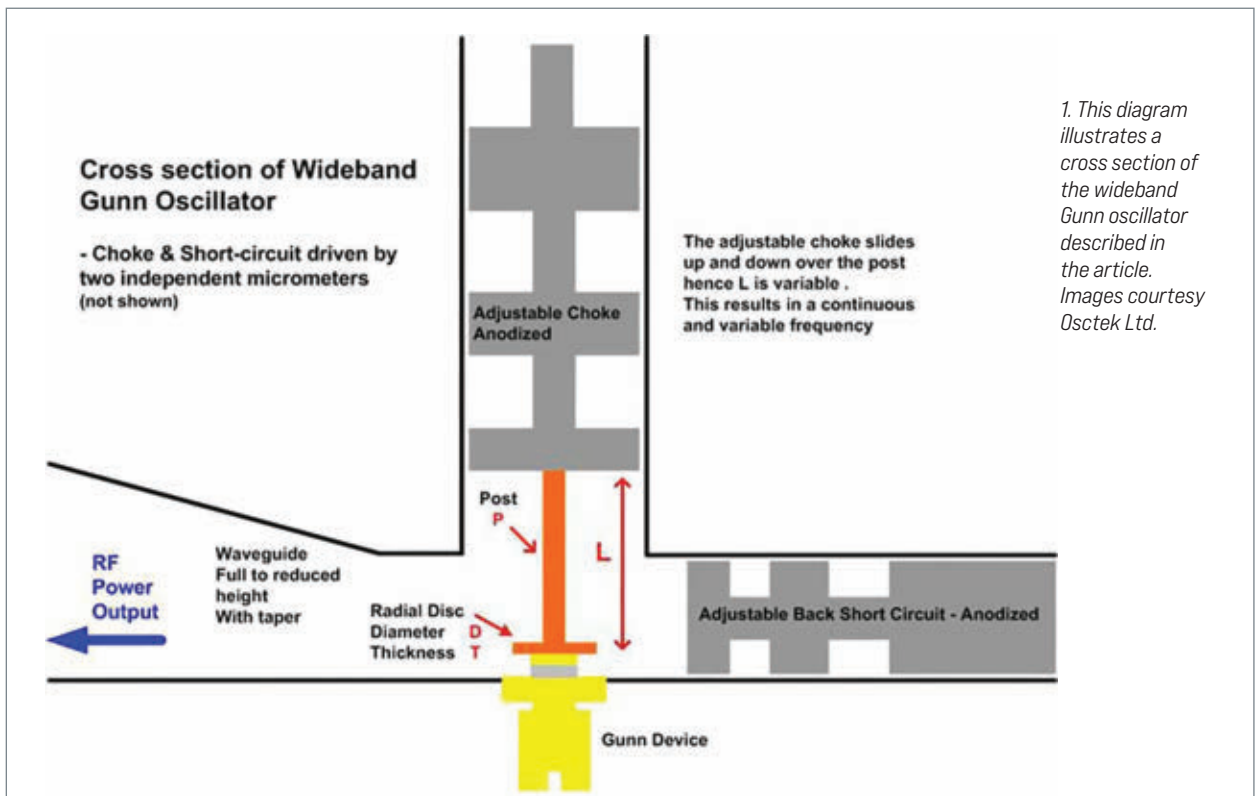 Cross section of Wideband
Gunn Oscillator
- Choke & Short-circuit driven by
two independent micrometers
(not shown)
Adjustable Choke
Anodized
The adjustable choke slides
up and down over the post
hence L is variable .
This results in a continuous
and variable frequency
1. This diagram
illustrates a
cross section of
the wideband
Gunn oscillator
described in
the article.
Images courtesy
Osctek Ltd.
Post
P
L
RF
Power
Output
Waveguide
Full to reduced
height
With taper
Radial Disc
Diameter D
Thickness T
Adjustable Back Short Circuit - Anodized
Gunn Device